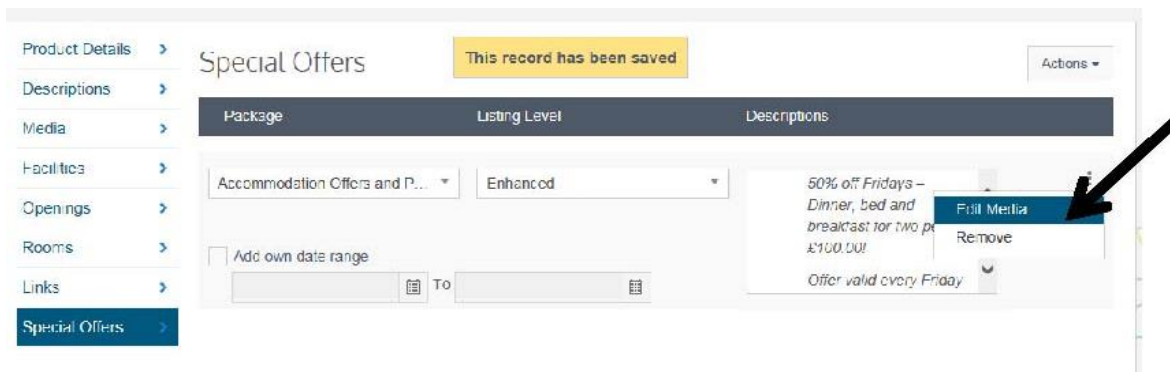 Product Details
Descriptions
Media
Facilities
Openings
Rooms
Links
Special Offers
Special Offers
This record has been saved
Actions
Package
Listing Level
Descriptions
Accommodation Offers and P...
Enhanced
50% off Fridays –
Dinner, bed and
breakfast for two pe
£100.00!
Offer valid every Friday
Edit Media
Remove
Add own date range
To